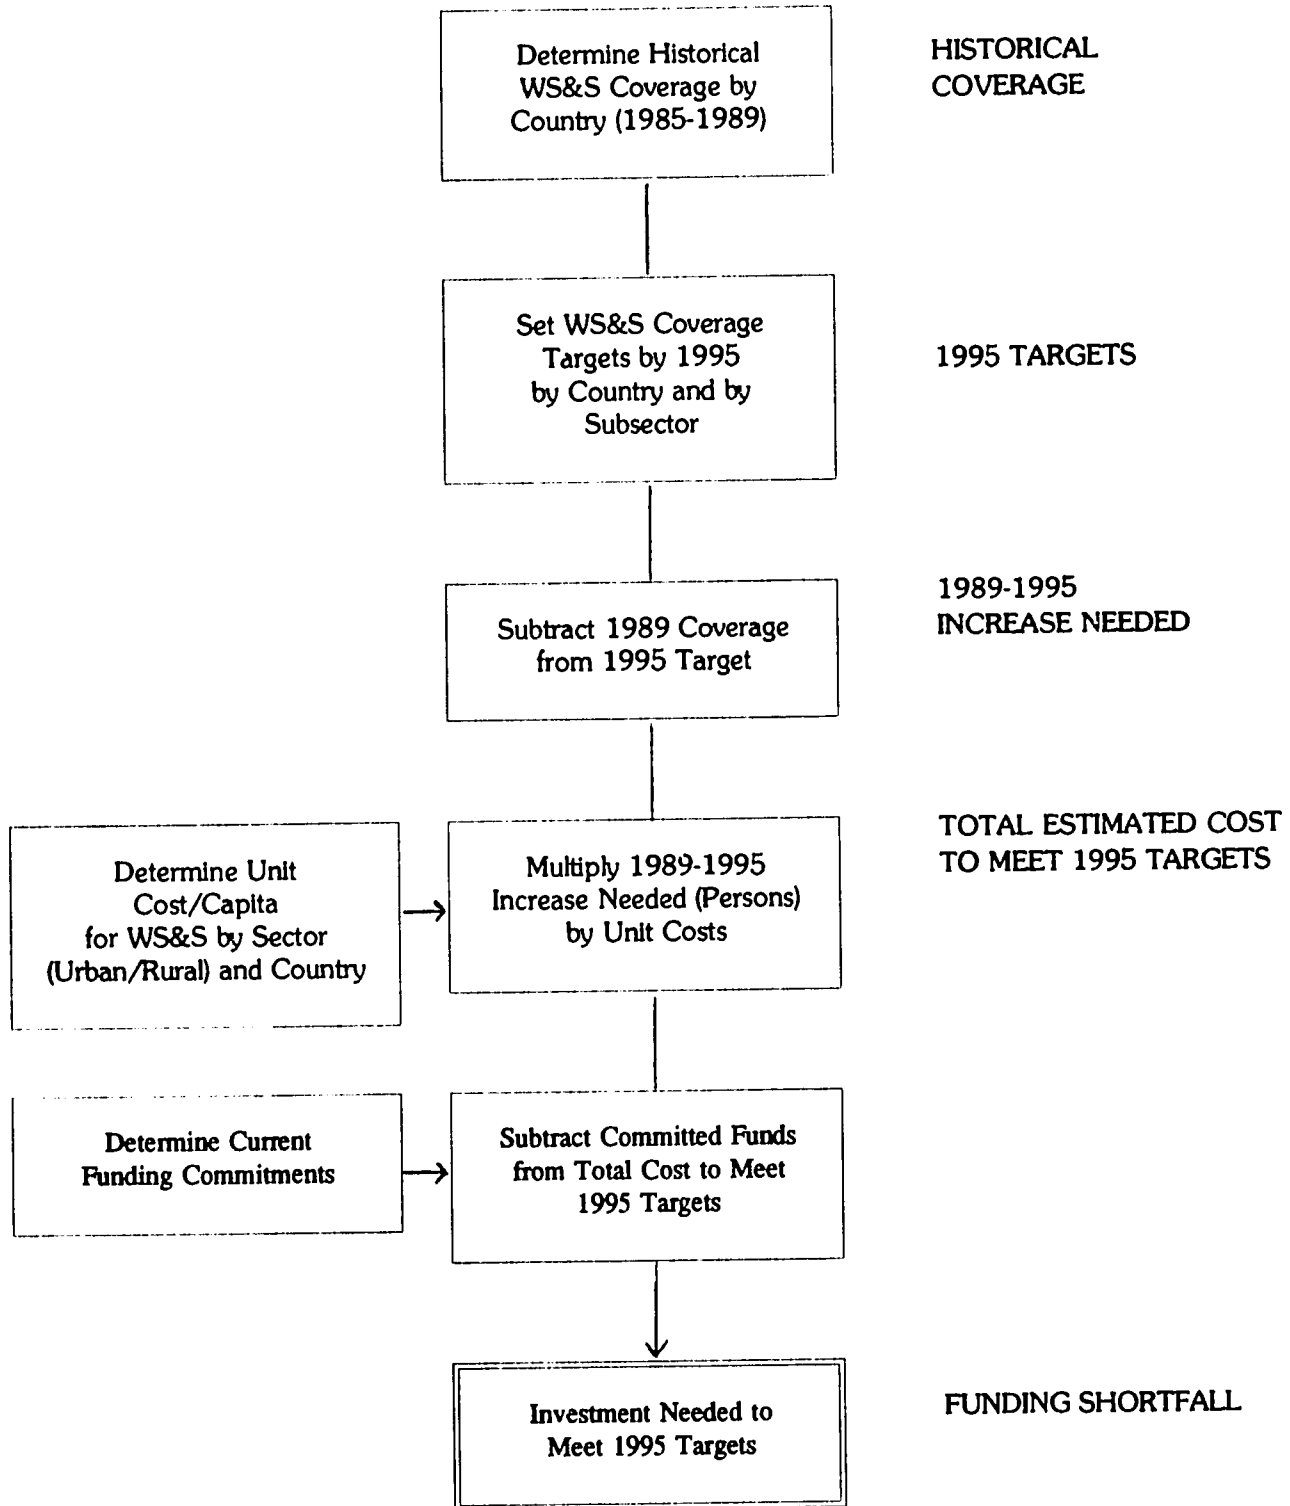 Determine Historical
WS&S Coverage by
Country (1985-1989)
HISTORICAL
COVERAGE
Set WS&S Coverage
Targets by 1995
by Country and by
Subsector
1995 TARGETS
Subtract 1989 Coverage
from 1995 Target
1989-1995
INCREASE NEEDED
Determine Unit
Cost/Capita
for WS&S by Sector
(Urban/Rural) and Country
Multiply 1989-1995
Increase Needed (Persons)
by Unit Costs
TOTAL ESTIMATED COST
TO MEET 1995 TARGETS
Determine Current
Funding Commitments
Subtract Committed Funds
from Total Cost to Meet
1995 Targets
Investment Needed to
Meet 1995 Targets
FUNDING SHORTFALL